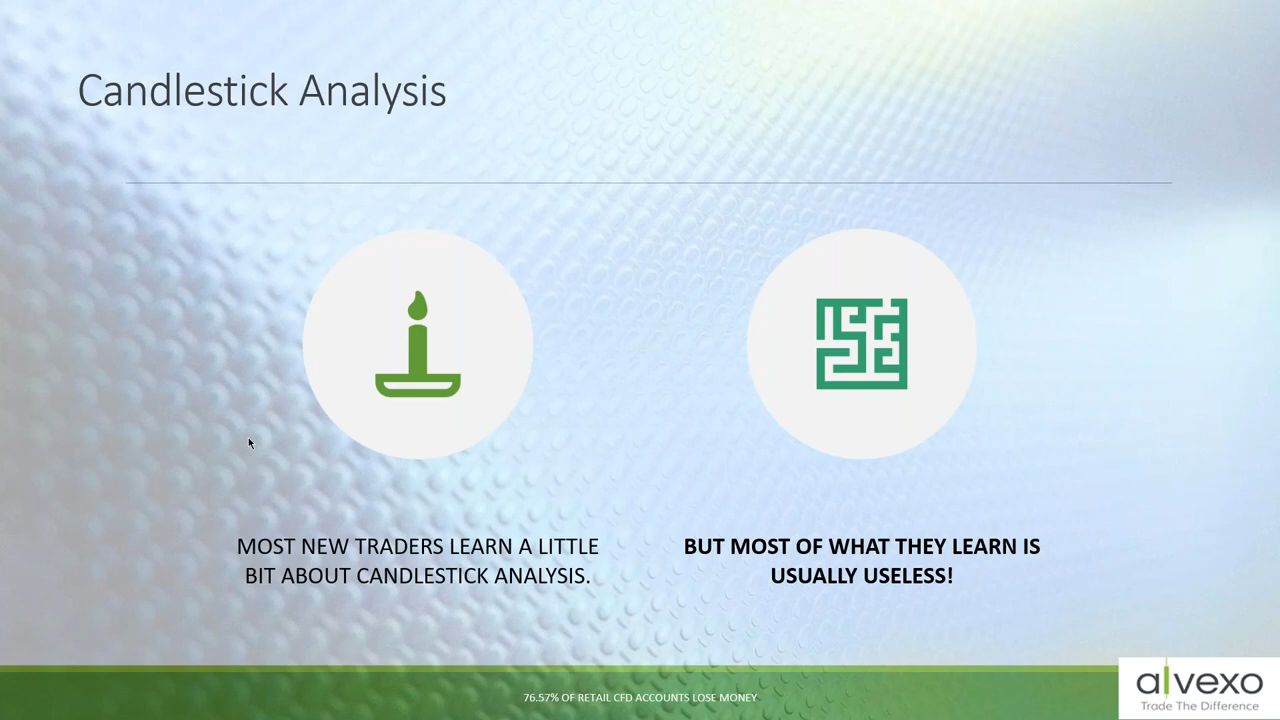 Candlestick Analysis
MOST NEW TRADERS LEARN A LITTLE
BIT ABOUT CANDLESTICK ANALYSIS.
BUT MOST OF WHAT THEY LEARN IS
USUALLY USELESS!
76.57% OF RETAIL CFD ACCOUNTS LOSE MONEY
alvexo
Trade The Difference